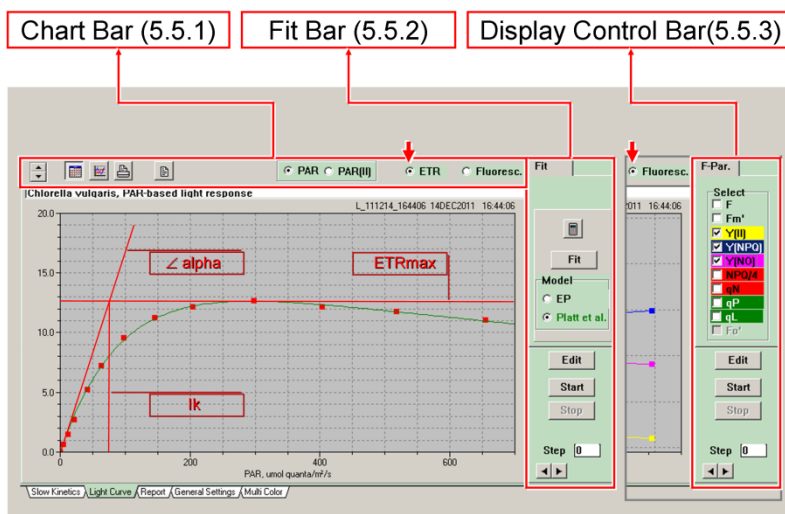 Chart Bar (5.5.1)
Fit Bar (5.5.2)
Display Control Bar(5.5.3)
PAR PAR(II) ETR Fluoresc.
Fit
Fluoresc.
F-Par.
Chlorella vulgaris, PAR-based light response
L_111214_164406 14DEC2011 16:44:06
2011 16:44:06
20.0
15.0
10.0
5.0
0.0
∠ alpha
ETRmax
Ik
0 200 400 600
PAR, umol quanta/m²/s
Fit
Model
EP
Platt et al.
Edit
Start
Stop
Step 0
Select
F
Fm'
Y(II)
Y(NPQ)
Y(NO)
NPQ/4
qN
qP
qL
Fo'
Edit
Start
Stop
Step 0
Slow Kinetics Light Curve Report General Settings Multi Color